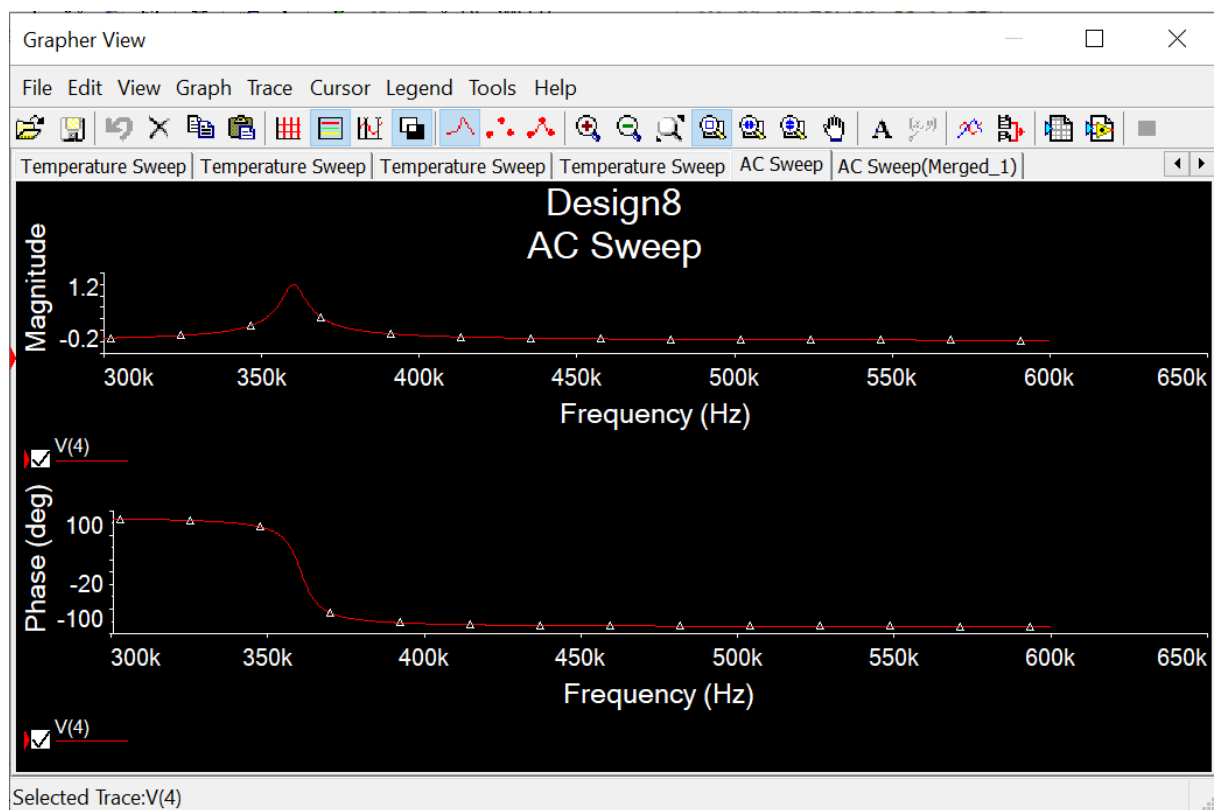 Grapher View
File Edit View Graph Trace Cursor Legend Tools Help
A
Temperature Sweep Temperature Sweep Temperature Sweep Temperature Sweep AC Sweep AC Sweep(Merged_1)
Design8
AC Sweep
Magnitude
1.2
-0.2
300k 350k 400k 450k 500k 550k 600k 650k
Frequency (Hz)
V(4)
Phase (deg)
100
-20
-100
300k 350k 400k 450k 500k 550k 600k 650k
Frequency (Hz)
V(4)
Selected Trace:V(4)